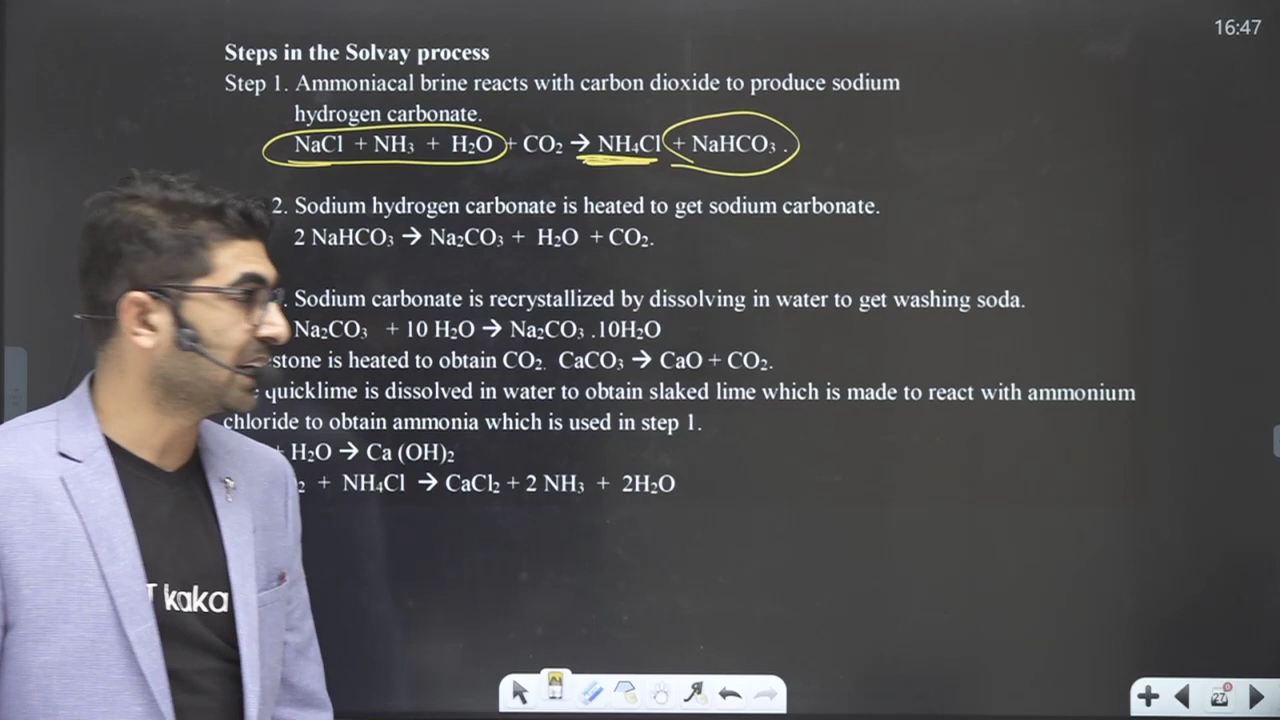 16:47
Steps in the Solvay process
Step 1. Ammoniacal brine reacts with carbon dioxide to produce sodium
hydrogen carbonate.
NaCl + NH₃ + H₂O + CO₂ → NH₄Cl + NaHCO₃ .
2. Sodium hydrogen carbonate is heated to get sodium carbonate.
2 NaHCO₃ → Na₂CO₃ + H₂O + CO₂.
. Sodium carbonate is recrystallized by dissolving in water to get washing soda.
Na₂CO₃ + 10 H₂O → Na₂CO₃ .10H₂O
stone is heated to obtain CO₂. CaCO₃ → CaO + CO₂.
quicklime is dissolved in water to obtain slaked lime which is made to react with ammonium
chloride to obtain ammonia which is used in step 1.
+ H₂O → Ca (OH)₂
₂ + NH₄Cl → CaCl₂ + 2 NH₃ + 2H₂O
kaka
27